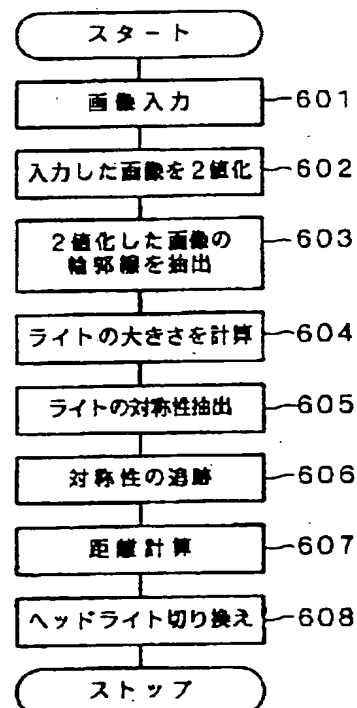 スタート
画像入力 601
入力した画像を2値化 602
2値化した画像の 603
輪郭線を抽出
ライトの大きさを計算 604
ライトの対称性抽出 605
対称性の追跡 606
距離計算 607
ヘッドライト切り換え 608
ストップ